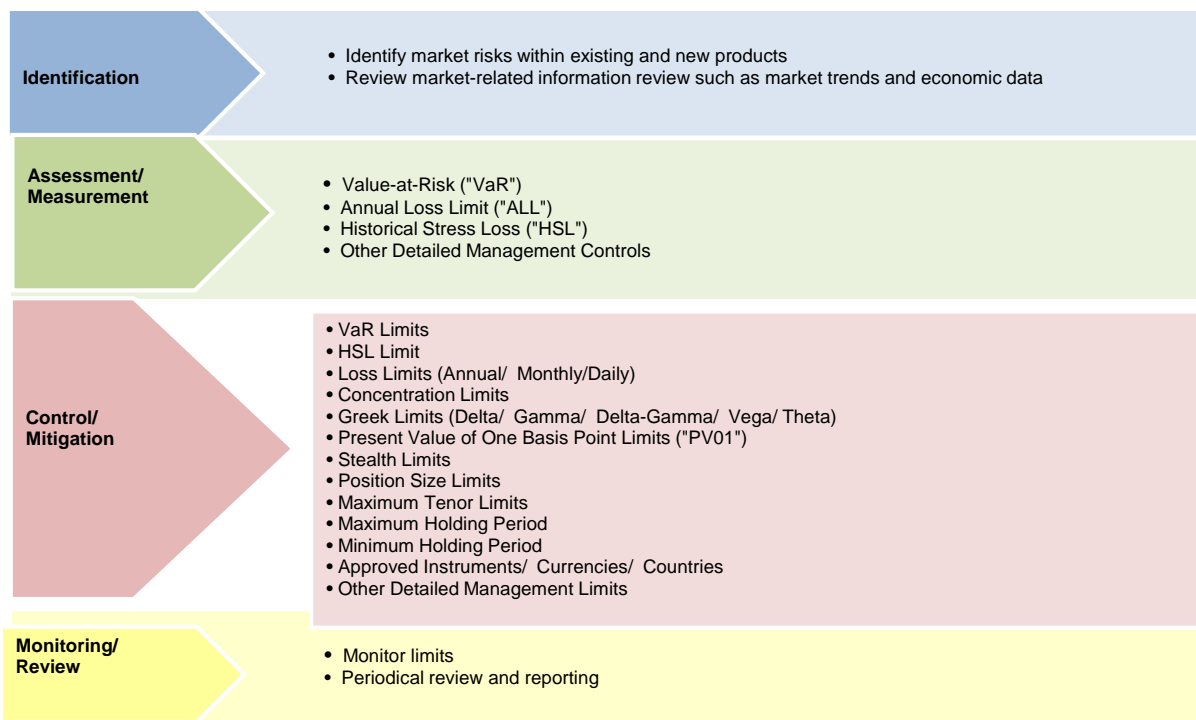 Identification
• Identify market risks within existing and new products
• Review market-related information review such as market trends and economic data
Assessment/
Measurement
• Value-at-Risk ("VaR")
• Annual Loss Limit ("ALL")
• Historical Stress Loss ("HSL")
• Other Detailed Management Controls
Control/
Mitigation
• VaR Limits
• HSL Limit
• Loss Limits (Annual/ Monthly/Daily)
• Concentration Limits
• Greek Limits (Delta/ Gamma/ Delta-Gamma/ Vega/ Theta)
• Present Value of One Basis Point Limits ("PV01")
• Stealth Limits
• Position Size Limits
• Maximum Tenor Limits
• Maximum Holding Period
• Minimum Holding Period
• Approved Instruments/ Currencies/ Countries
• Other Detailed Management Limits
Monitoring/
Review
• Monitor limits
• Periodical review and reporting